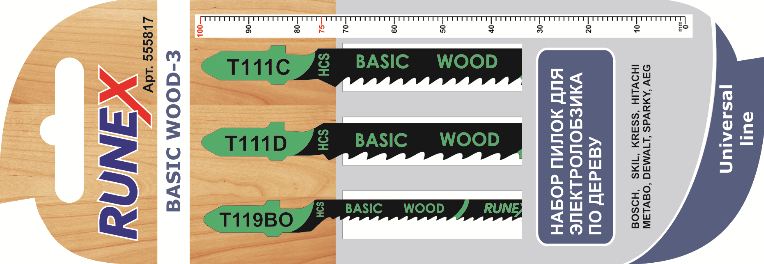 RUNEX
Арт. 555817
BASIC WOOD-3
100 90 80 75 70 60 50 40 30 20 10 mm 0
T111C HCS BASIC WOOD
T111D HCS BASIC WOOD
T119BO HCS BASIC WOOD RUNEX
НАБОР ПИЛОК ДЛЯ
ЭЛЕКТРОЛОБЗИКА
ПО ДЕРЕВУ
BOSCH, SKIL, KRESS, HITACHI
METABO, DEWALT, SPARKY, AEG
Universal
line